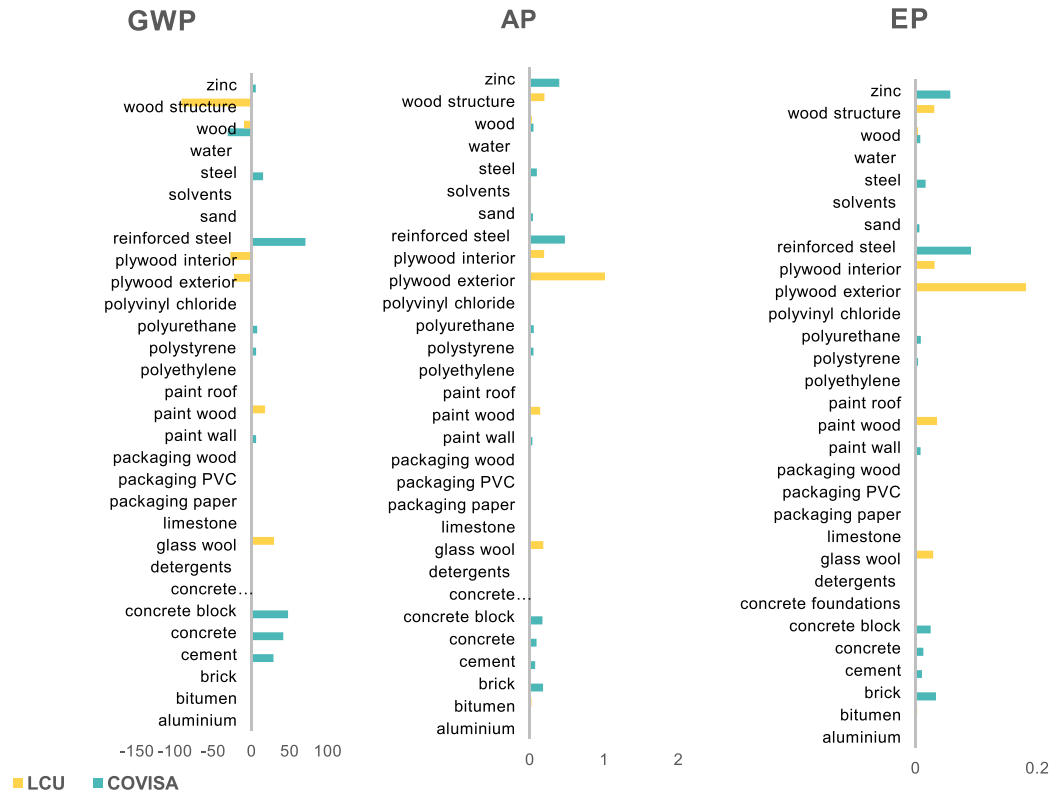 GWP
zinc
wood structure
wood
water
steel
solvents
sand
reinforced steel
plywood interior
plywood exterior
polyvinyl chloride
polyurethane
polystyrene
polyethylene
paint roof
paint wood
paint wall
packaging wood
packaging PVC
packaging paper
limestone
glass wool
detergents
concrete…
concrete block
concrete
cement
brick
bitumen
aluminium
-150 -100 -50 0 50 100
LCU COVISA
AP
zinc
wood structure
wood
water
steel
solvents
sand
reinforced steel
plywood interior
plywood exterior
polyvinyl chloride
polyurethane
polystyrene
polyethylene
paint roof
paint wood
paint wall
packaging wood
packaging PVC
packaging paper
limestone
glass wool
detergents
concrete…
concrete block
concrete
cement
brick
bitumen
aluminium
0 1 2
EP
zinc
wood structure
wood
water
steel
solvents
sand
reinforced steel
plywood interior
plywood exterior
polyvinyl chloride
polyurethane
polystyrene
polyethylene
paint roof
paint wood
paint wall
packaging wood
packaging PVC
packaging paper
limestone
glass wool
detergents
concrete foundations
concrete block
concrete
cement
brick
bitumen
aluminium
0 0.2